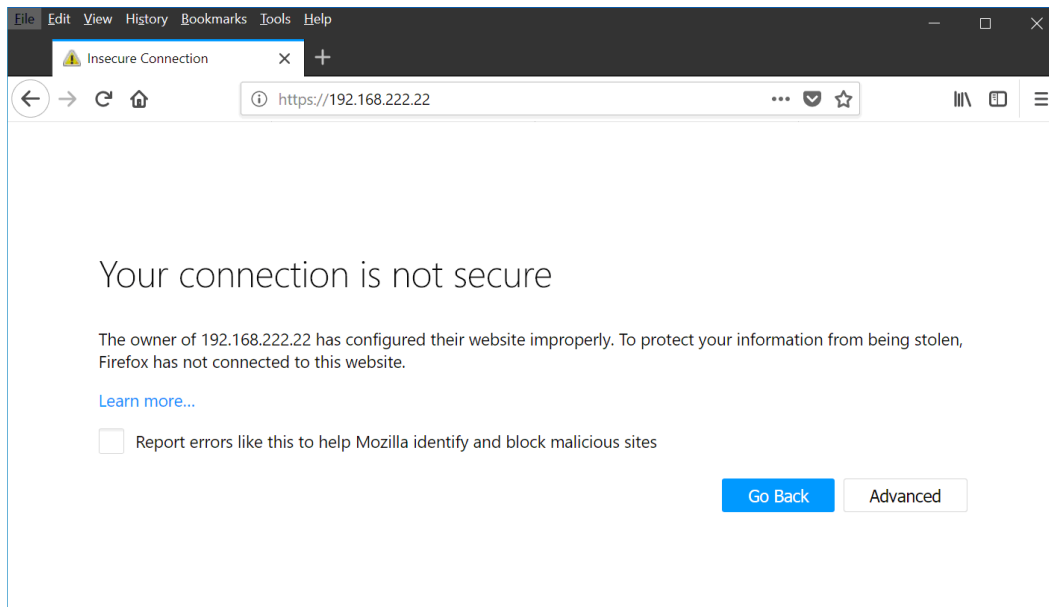 File Edit View History Bookmarks Tools Help
Insecure Connection
https://192.168.222.22
Your connection is not secure
The owner of 192.168.222.22 has configured their website improperly. To protect your information from being stolen,
Firefox has not connected to this website.
Learn more...
Report errors like this to help Mozilla identify and block malicious sites
Go Back Advanced